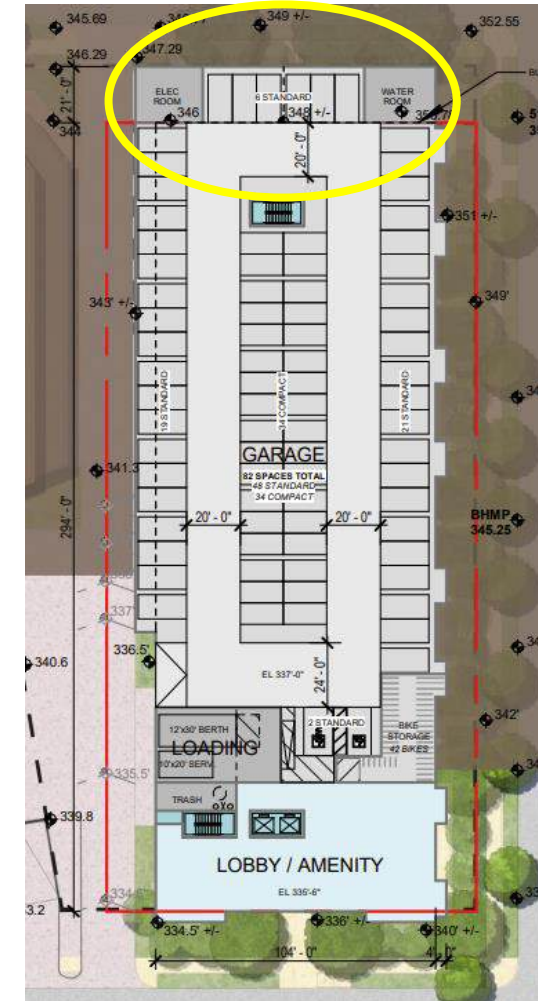 345.69
349 +/-
352.55
347.29
346.29
ELEC
ROOM
WATER
ROOM
6 STANDARD
346
348 +/-
21' - 0"
344
20' - 0"
351 +/-
349'
343' +/-
19 STANDARD
34 COMPACT
21 STANDARD
GARAGE
82 SPACES TOTAL
48 STANDARD
34 COMPACT
341.3
294' - 0"
20' - 0"
20' - 0"
BHMP
345.25
337'
336.5'
340.6
EL 337'-0"
24' - 0"
342'
2 STANDARD
12'x30' BERTH
LOADING
10'x20' SERV.
BIKE
STORAGE
42 BIKES
335.5'
TRASH
339.8
LOBBY / AMENITY
EL 335'-6"
334.5' +/-
336' +/-
340' +/-
104' - 0"
4' - 0"